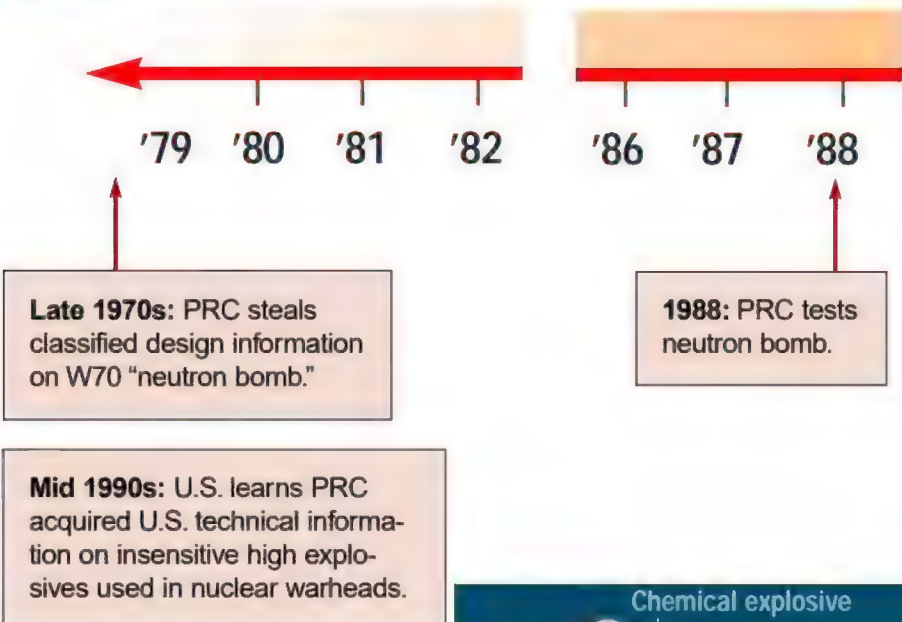 '79 '80 '81 '82 '86 '87 '88
Late 1970s: PRC steals
classified design information
on W70 “neutron bomb.”
1988: PRC tests
neutron bomb.
Mid 1990s: U.S. learns PRC
acquired U.S. technical informa-
tion on insensitive high explo-
sives used in nuclear warheads.
Chemical explosive